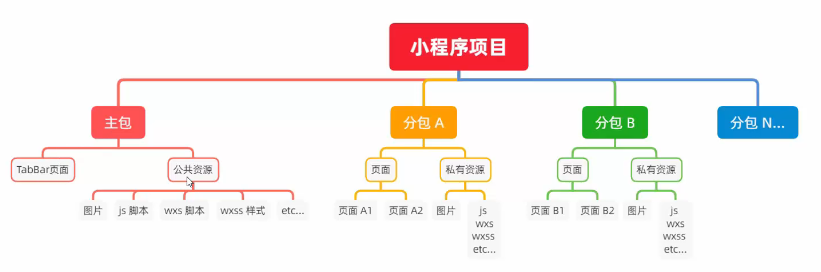 小程序项目
主包
分包 A
分包 B
分包 N...
TabBar页面
公共资源
页面
私有资源
页面
私有资源
图片
js 脚本
wxs 脚本
wxss 样式
etc...
页面 A1
页面 A2
图片
js
wxs
wxss
etc...
页面 B1
页面 B2
图片
js
wxs
wxss
etc...